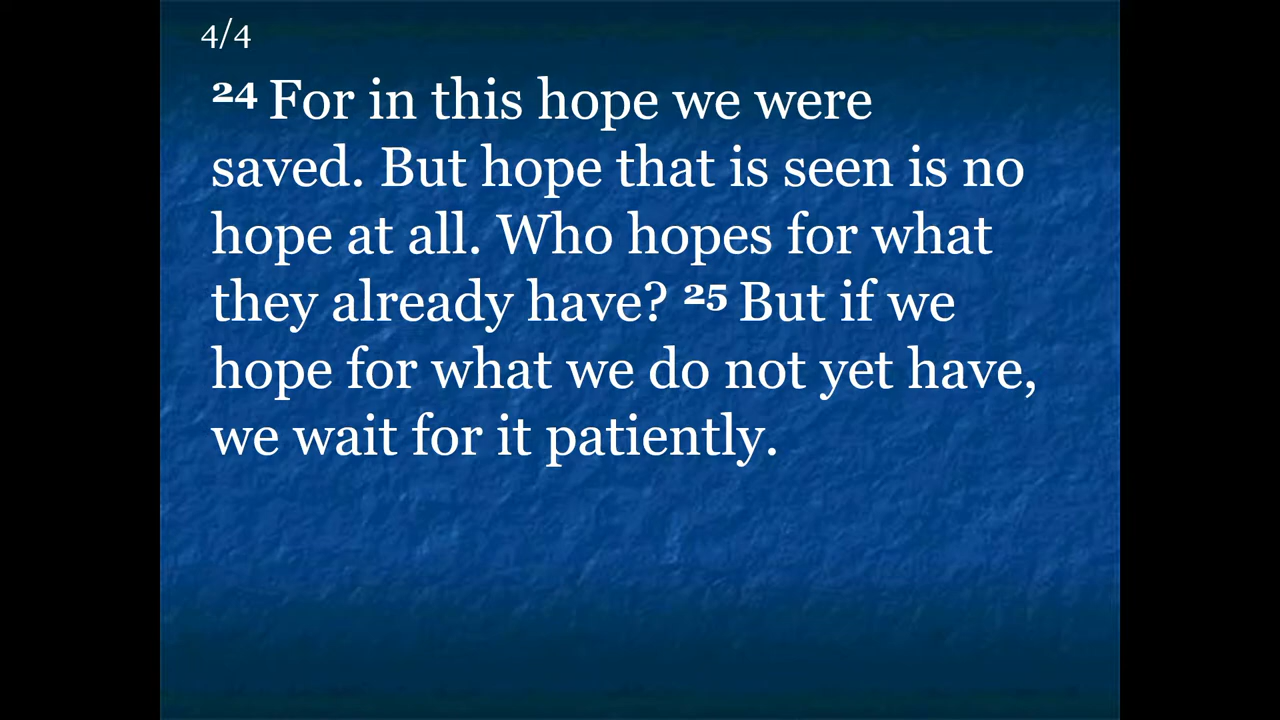 4/4
24 For in this hope we were
saved. But hope that is seen is no
hope at all. Who hopes for what
they already have? 25 But if we
hope for what we do not yet have,
we wait for it patiently.